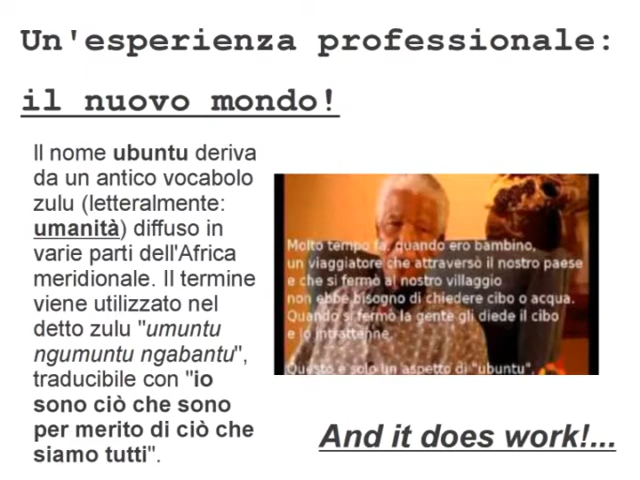 Un'esperienza professionale:
il nuovo mondo!
Il nome ubuntu deriva
da un antico vocabolo
zulu (letteralmente:
umanità) diffuso in
varie parti dell'Africa
meridionale. Il termine
viene utilizzato nel
detto zulu "umuntu
ngumuntu ngabantu",
traducibile con "io
sono ciò che sono
per merito di ciò che
siamo tutti".
Molto tempo fa, quando ero bambino,
un viaggiatore che attraversò il nostro paese
e che si fermò al nostro villaggio
non ebbe bisogno di chiedere cibo o acqua.
Quando si fermò la gente gli diede il cibo
e lo intrattenne.
Questo è solo un aspetto di "ubuntu".
And it does work!...